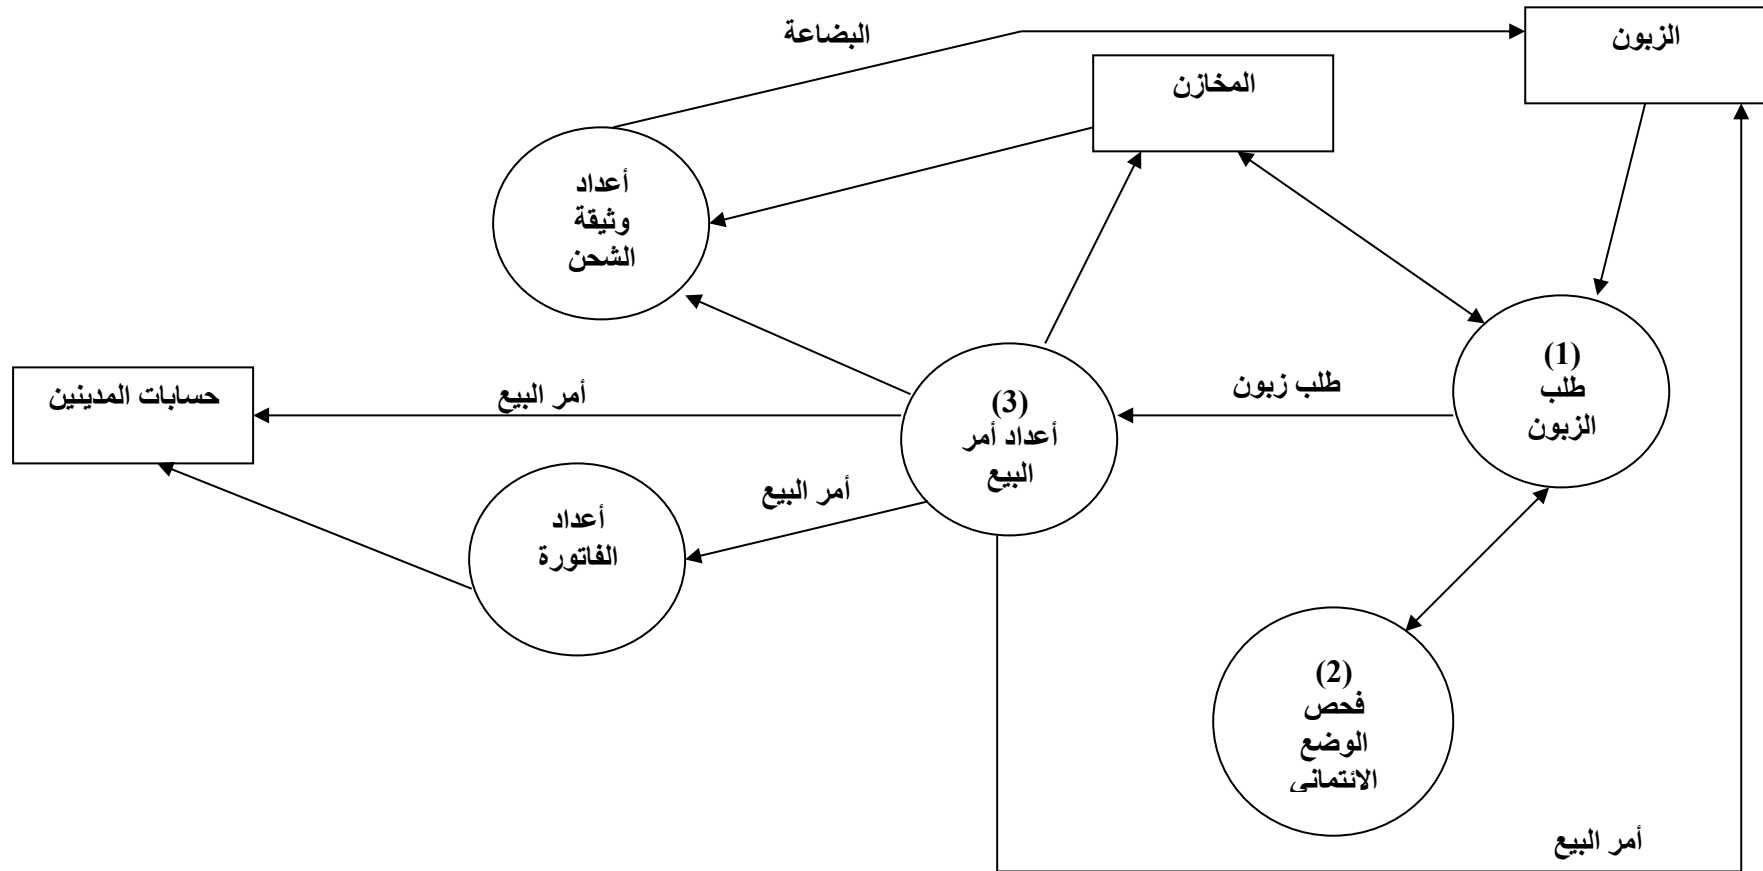 البضاعة
الزبون
المخازن
أعداد
وثيقة
الشحن
(1)
طلب
الزبون
طلب زبون
(3)
أعداد أمر
البيع
أمر البيع
حسابات المدينين
أمر البيع
أعداد
الفاتورة
(2)
فحص
الوضع
الائتماني
أمر البيع